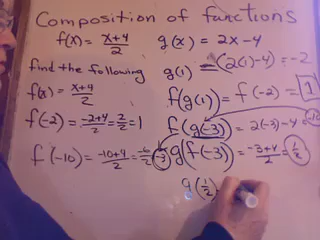 Composition of functions
f(x) = x+4/2 g(x) = 2x-4
find the following g(1) = (2(1)-4) = -2
f(x) = x+4/2 f(g(1)) = f(-2) = 1
f(-2) = -2+4/2 = 2/2 = 1 f(g(-3)) = 2(-3)-4 = -10
f(-10) = -10+4/2 = -6/2 = -3 g(f(-3)) = -3+4/2 = 1/2
g(1/2)